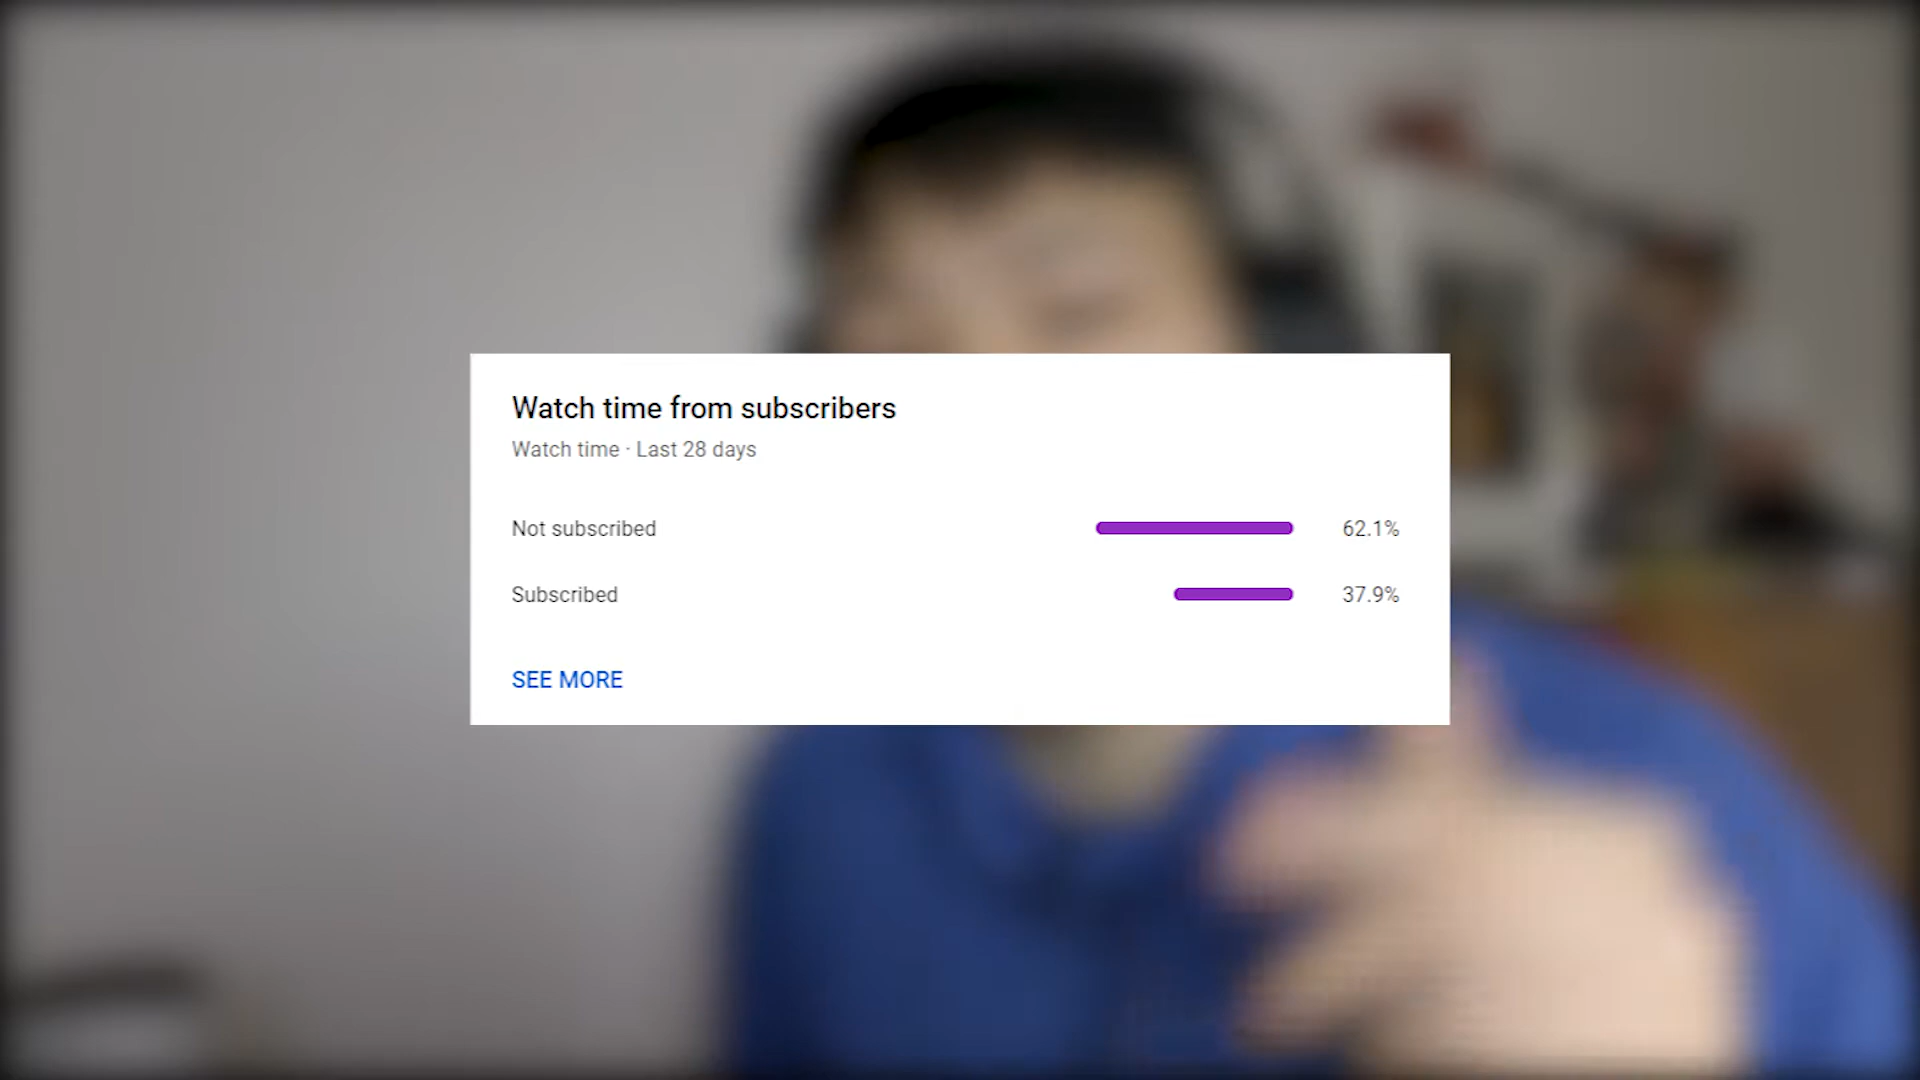 Watch time from subscribers
Watch time · Last 28 days
Not subscribed 62.1%
Subscribed 37.9%
SEE MORE